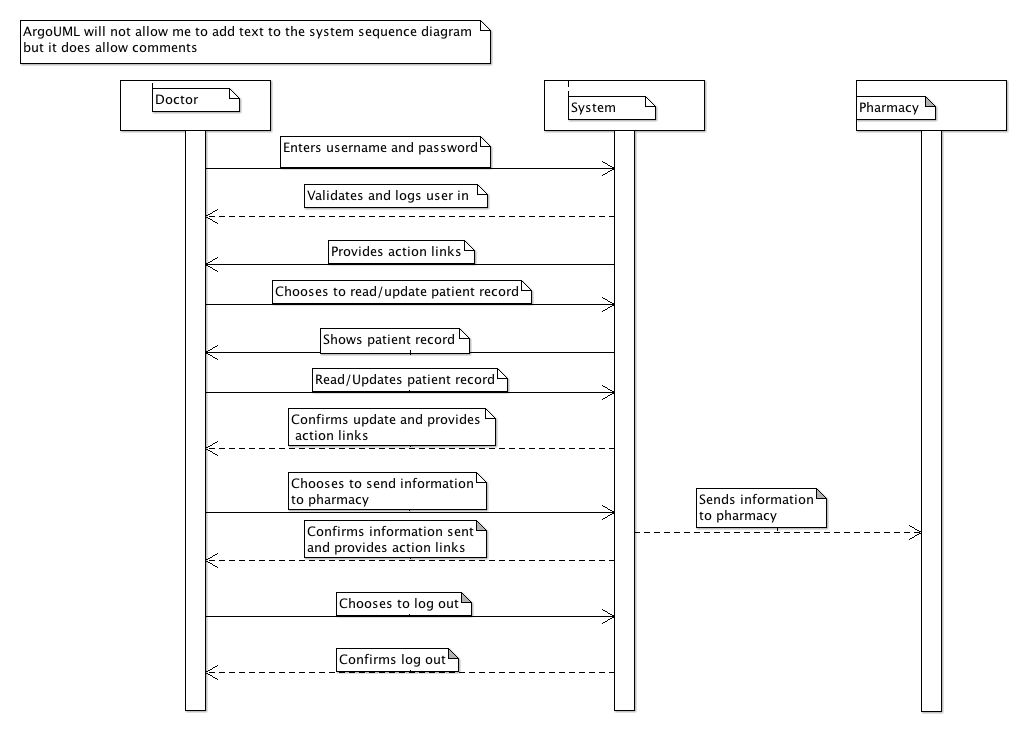 ArgoUML will not allow me to add text to the system sequence diagram
but it does allow comments
Doctor
System
Pharmacy
Enters username and password
Validates and logs user in
Provides action links
Chooses to read/update patient record
Shows patient record
Read/Updates patient record
Confirms update and provides
action links
Chooses to send information
to pharmacy
Sends information
to pharmacy
Confirms information sent
and provides action links
Chooses to log out
Confirms log out